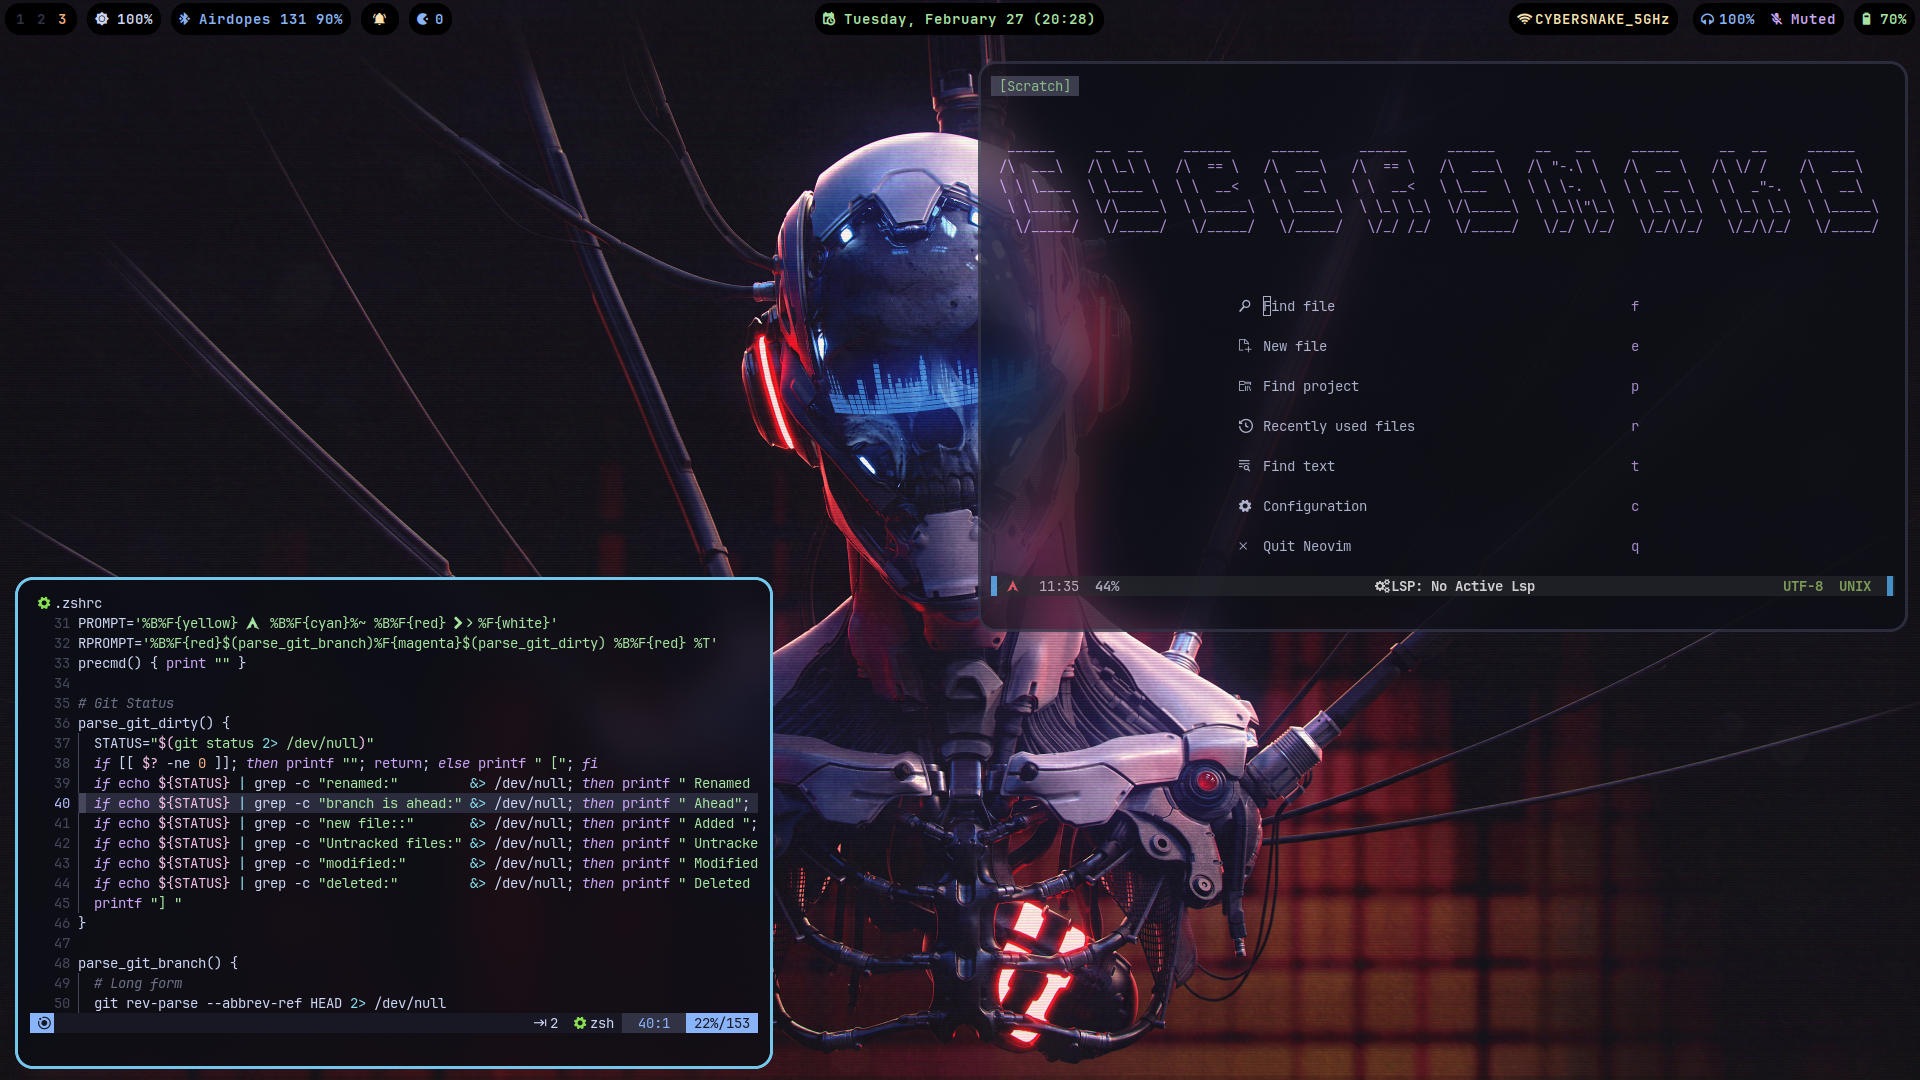 1 2 3 100% Airdopes 131 90% 0 Tuesday, February 27 (20:28) CYBERSNAKE_5GHz 100% Muted 70%
[Scratch]
CYBERSNAKE
Find file f
New file e
Find project p
Recently used files r
Find text t
Configuration c
Quit Neovim q
11:35 44% LSP: No Active Lsp UTF-8 UNIX
.zshrc
31 PROMPT='%B%F{yellow} %B%F{cyan}%~ %B%F{red} %F{white}'
32 RPROMPT='%B%F{red}$(parse_git_branch)%F{magenta}$(parse_git_dirty) %B%F{red} %T'
33 precmd() { print "" }
34
35 # Git Status
36 parse_git_dirty() {
37 STATUS="$(git status 2> /dev/null)"
38 if [[ $? -ne 0 ]]; then printf ""; return; else printf " ["; fi
39 if echo ${STATUS} | grep -c "renamed:" &> /dev/null; then printf " Renamed
40 if echo ${STATUS} | grep -c "branch is ahead:" &> /dev/null; then printf " Ahead";
41 if echo ${STATUS} | grep -c "new file::" &> /dev/null; then printf " Added ";
42 if echo ${STATUS} | grep -c "Untracked files:" &> /dev/null; then printf " Untracke
43 if echo ${STATUS} | grep -c "modified:" &> /dev/null; then printf " Modified
44 if echo ${STATUS} | grep -c "deleted:" &> /dev/null; then printf " Deleted
45 printf "] "
46 }
47
48 parse_git_branch() {
49 # Long form
50 git rev-parse --abbrev-ref HEAD 2> /dev/null
2 zsh 40:1 22%/153